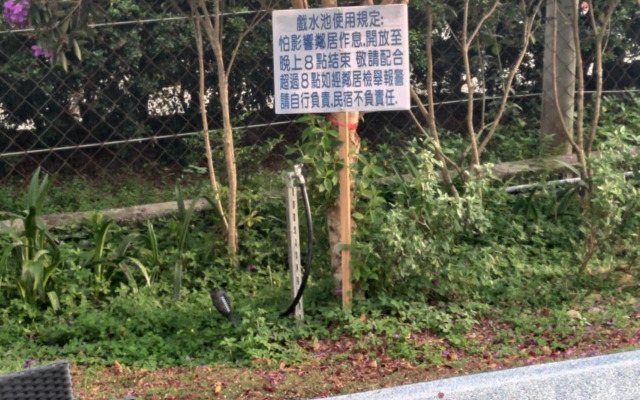 戲水池使用規定:
怕影響鄰居作息,開放至
晚上8點結束 敬請配合
超過8點如經鄰居檢舉報警
請自行負責,民宿不負責任.